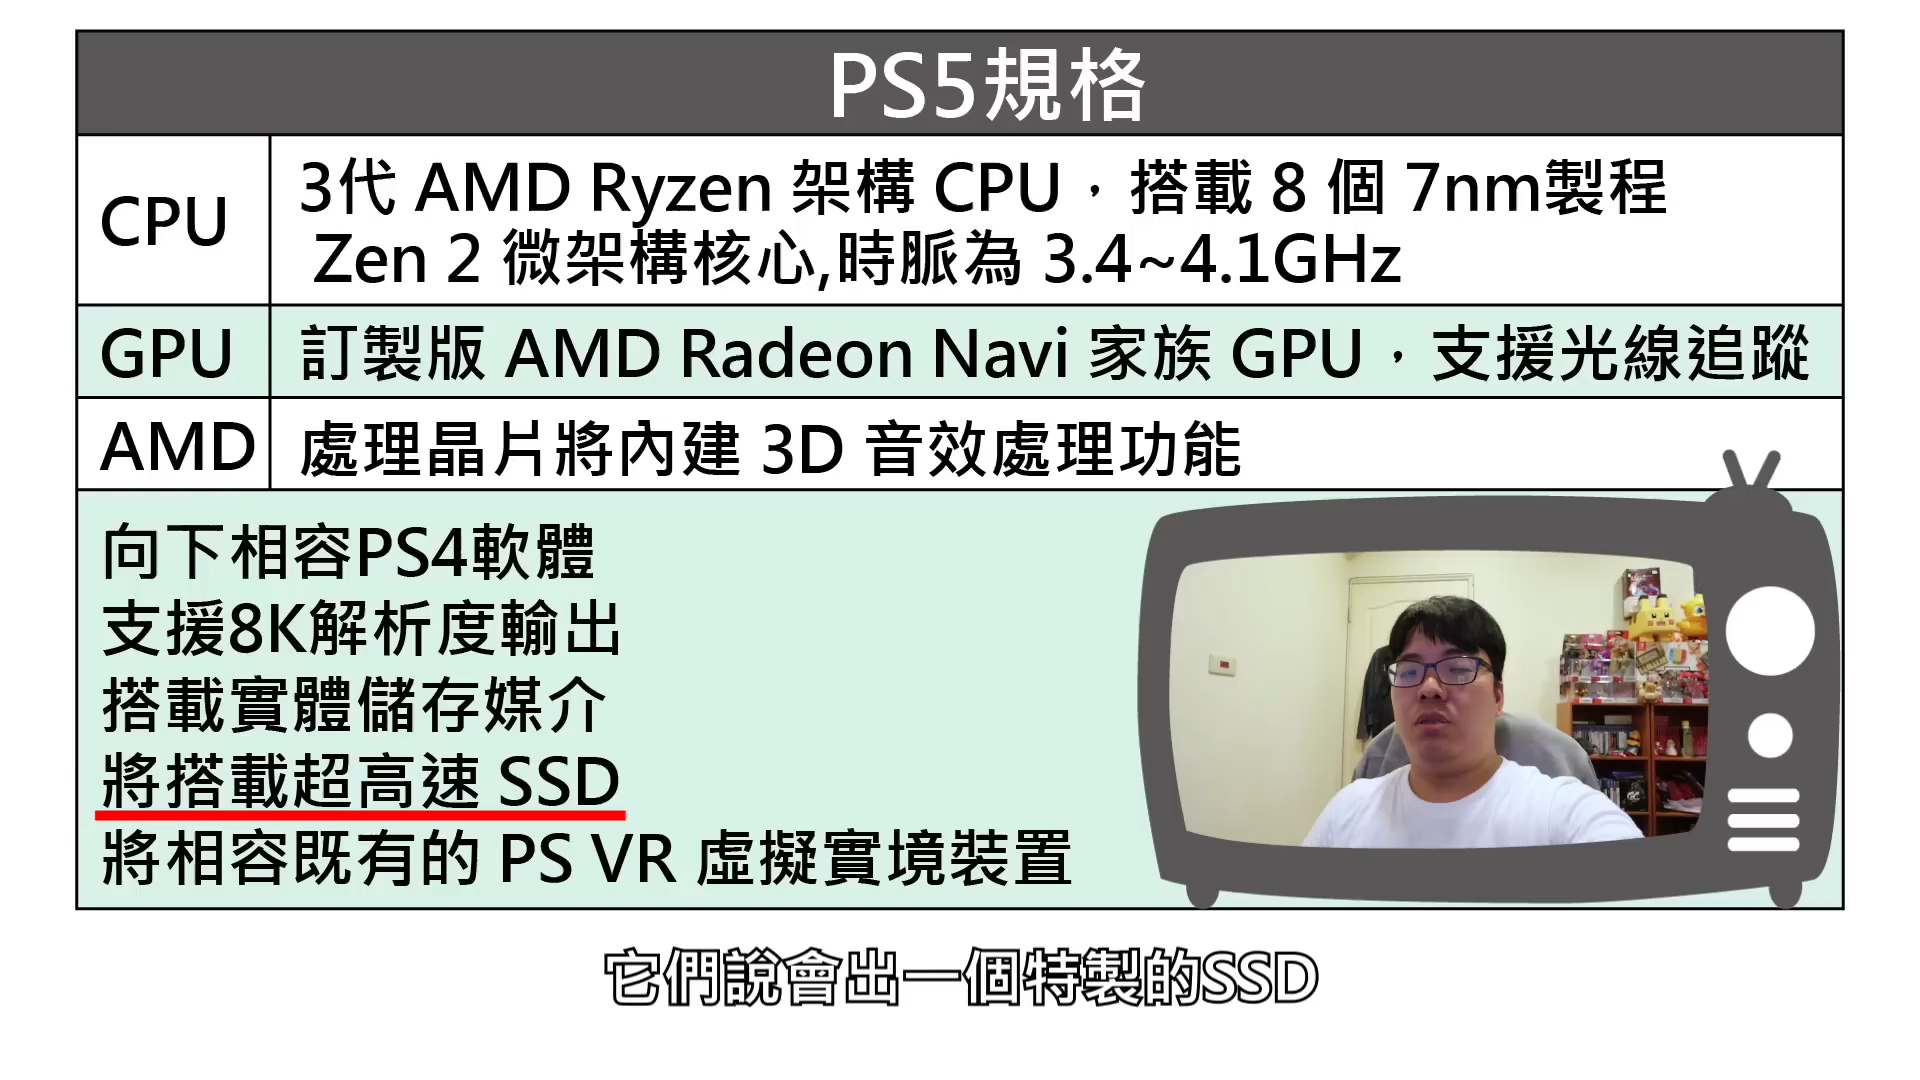 PS5規格
CPU
3代 AMD Ryzen 架構 CPU，搭載 8 個 7nm製程
Zen 2 微架構核心,時脈為 3.4~4.1GHz
GPU
訂製版 AMD Radeon Navi 家族 GPU，支援光線追蹤
AMD
處理晶片將內建 3D 音效處理功能
向下相容PS4軟體
支援8K解析度輸出
搭載實體儲存媒介
將搭載超高速 SSD
將相容既有的 PS VR 虛擬實境裝置
它們說會出一個特製的SSD